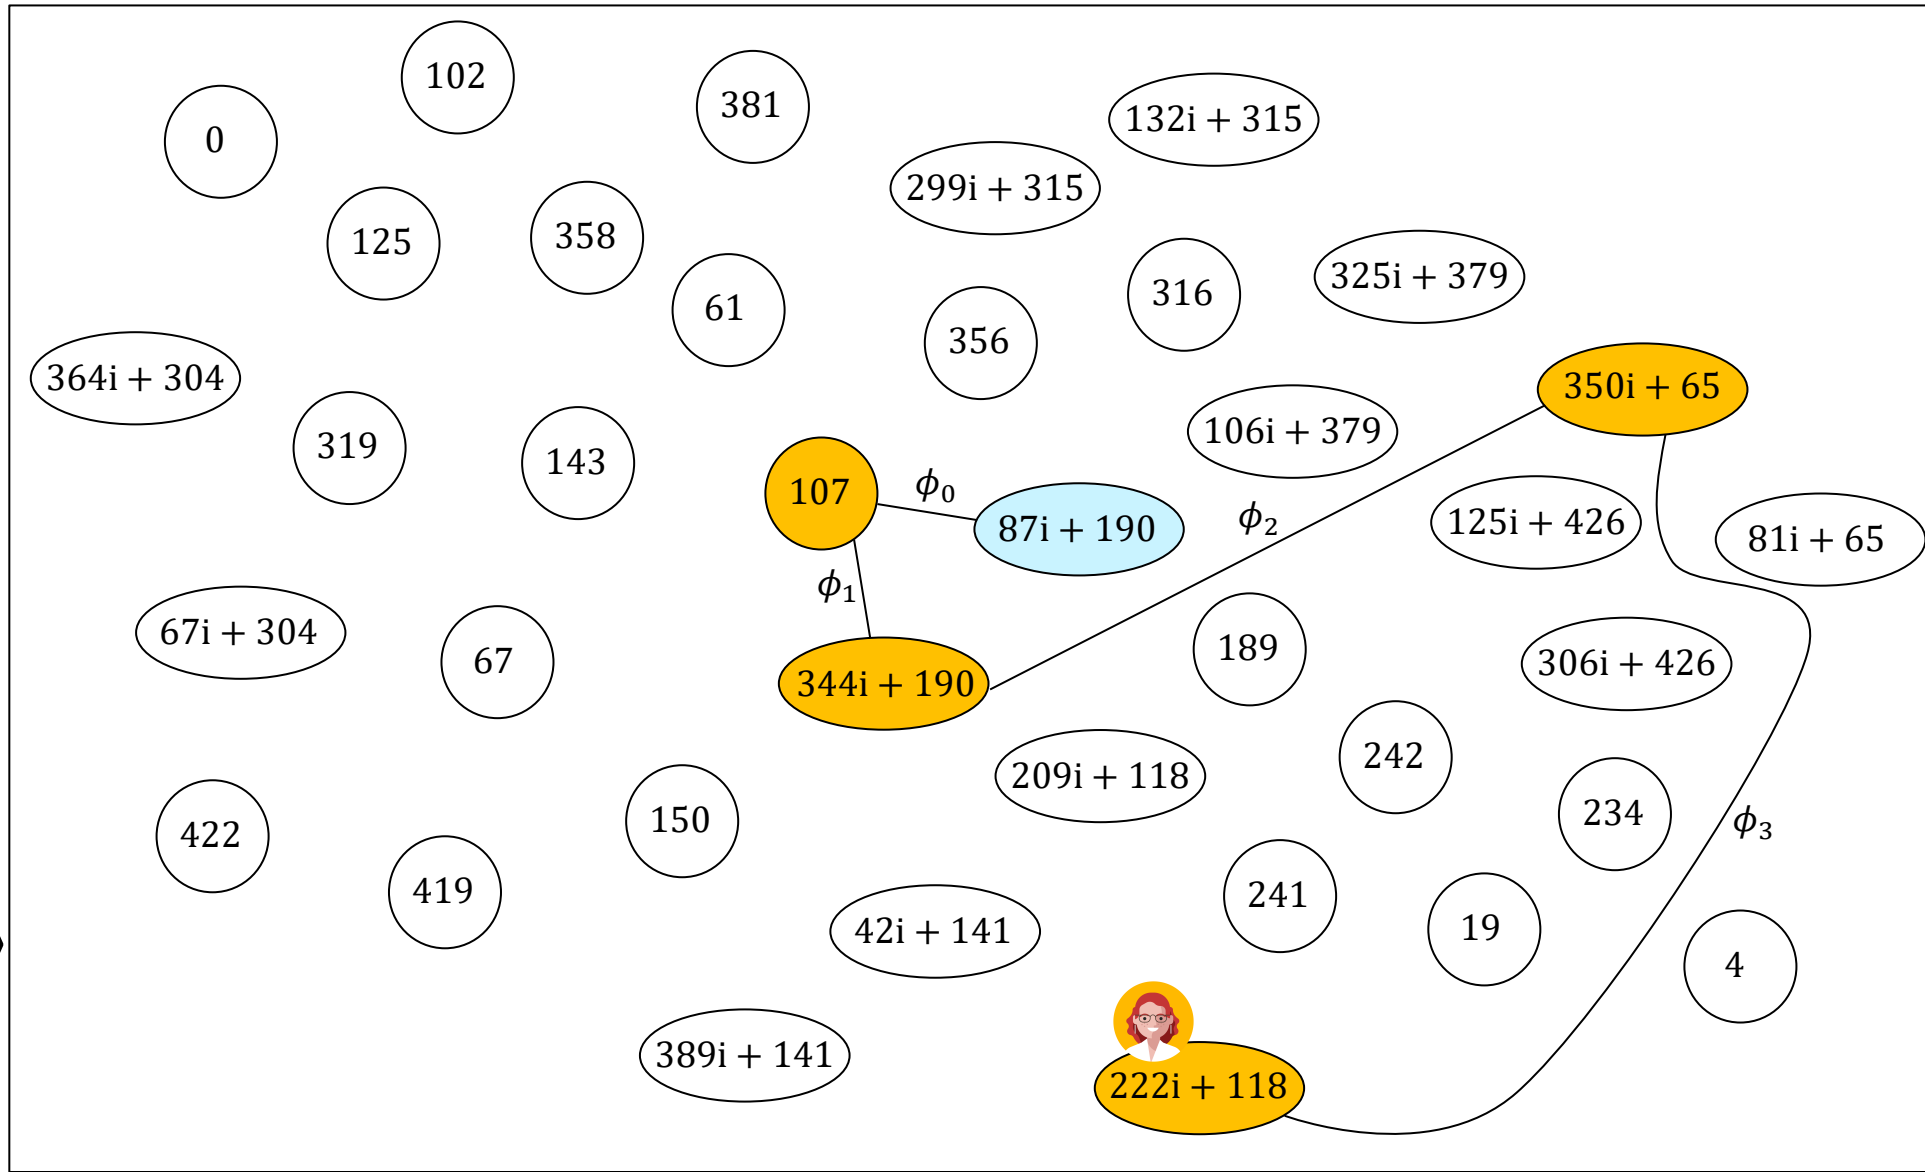 102
381
132i + 315
0
299i + 315
358
125
325i + 379
316
61
356
364i + 304
350i + 65
106i + 379
319
143
107
ϕ₀
87i + 190
ϕ₂
125i + 426
81i + 65
ϕ₁
67i + 304
189
67
306i + 426
344i + 190
242
209i + 118
234
150
ϕ₃
422
419
241
19
42i + 141
4
389i + 141
222i + 118